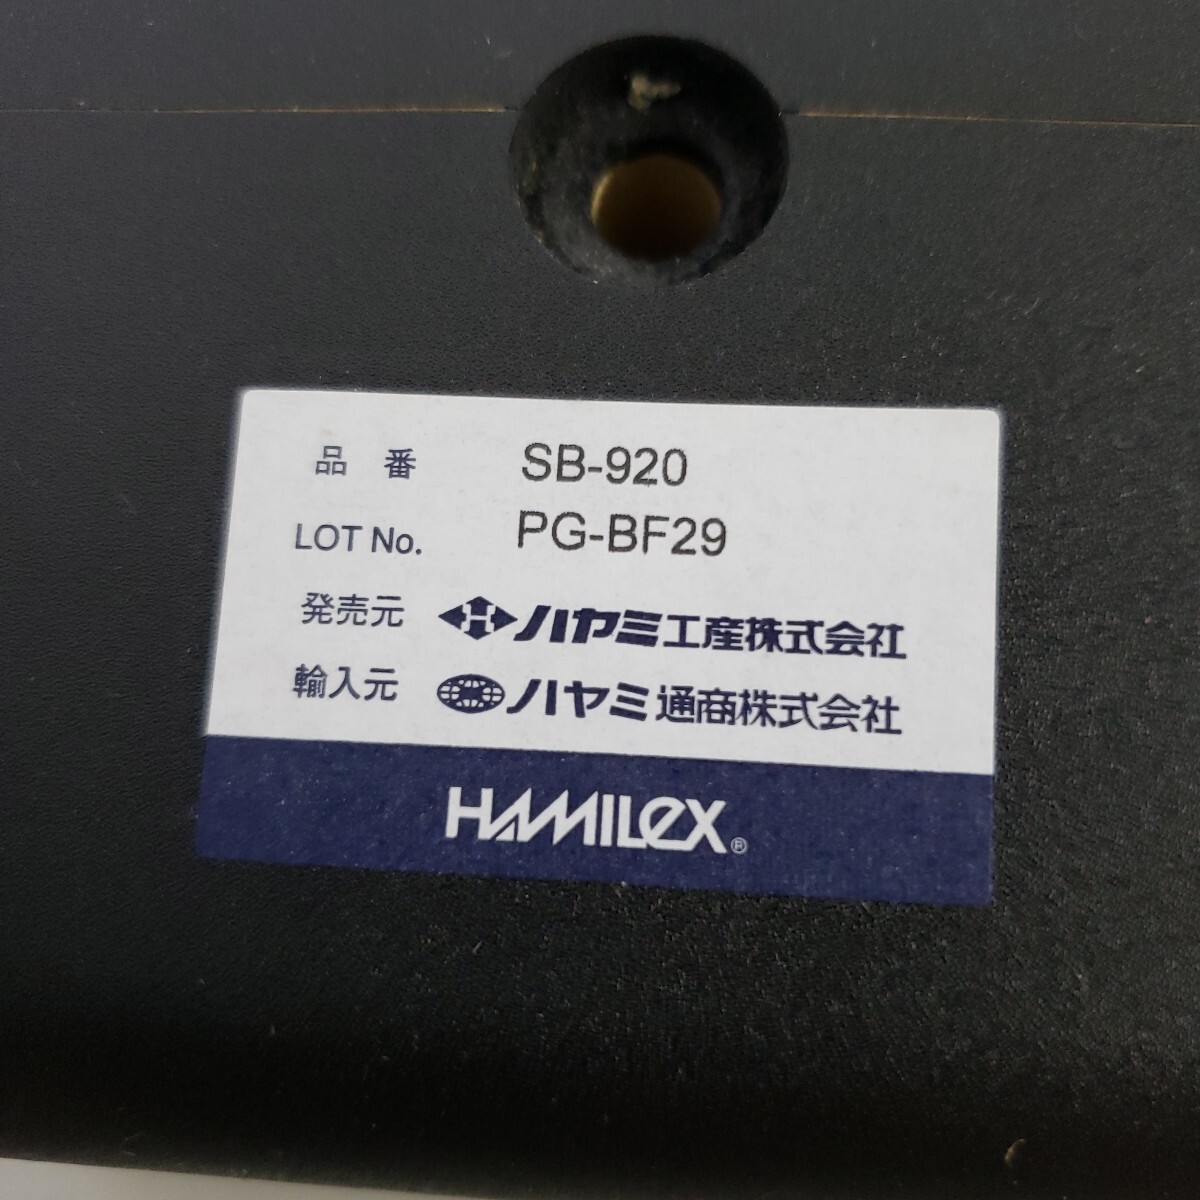 品番 SB-920
LOT No. PG-BF29
発売元 H ハヤミ工産株式会社
輸入元 ハヤミ通商株式会社
HAMILEX®